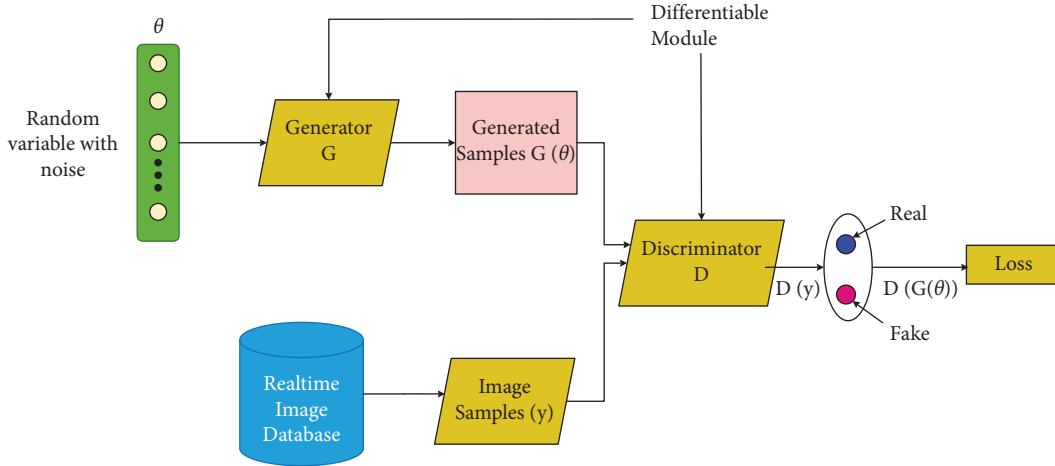 θ
Random
variable with
noise
Generator
G
Generated
Samples G (θ)
Differentiable
Module
Discriminator
D
D (y)
Real
Fake
D (G(θ))
Loss
Realtime
Image
Database
Image
Samples (y)